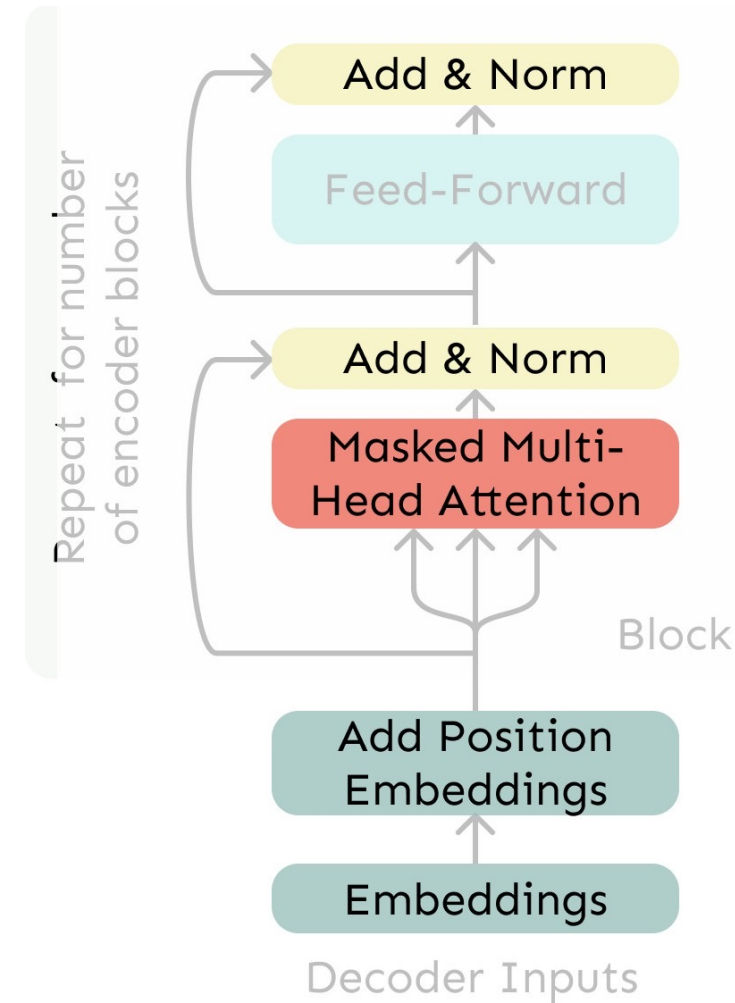 Add & Norm
Feed-Forward
Repeat for number
of encoder blocks
Add & Norm
Masked Multi-
Head Attention
Block
Add Position
Embeddings
Embeddings
Decoder Inputs